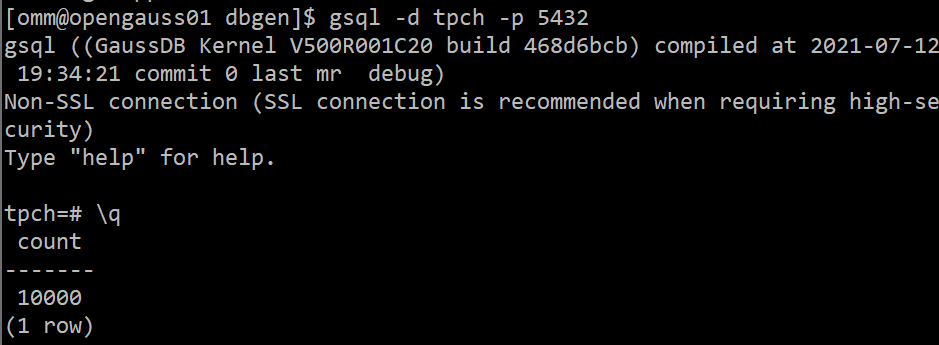 [omm@opengauss01 dbgen]$ gsql -d tpch -p 5432
gsql ((GaussDB Kernel V500R001C20 build 468d6bcb) compiled at 2021-07-12
 19:34:21 commit 0 last mr  debug)
Non-SSL connection (SSL connection is recommended when requiring high-se
curity)
Type "help" for help.

tpch=# \q
 count
-------
 10000
(1 row)